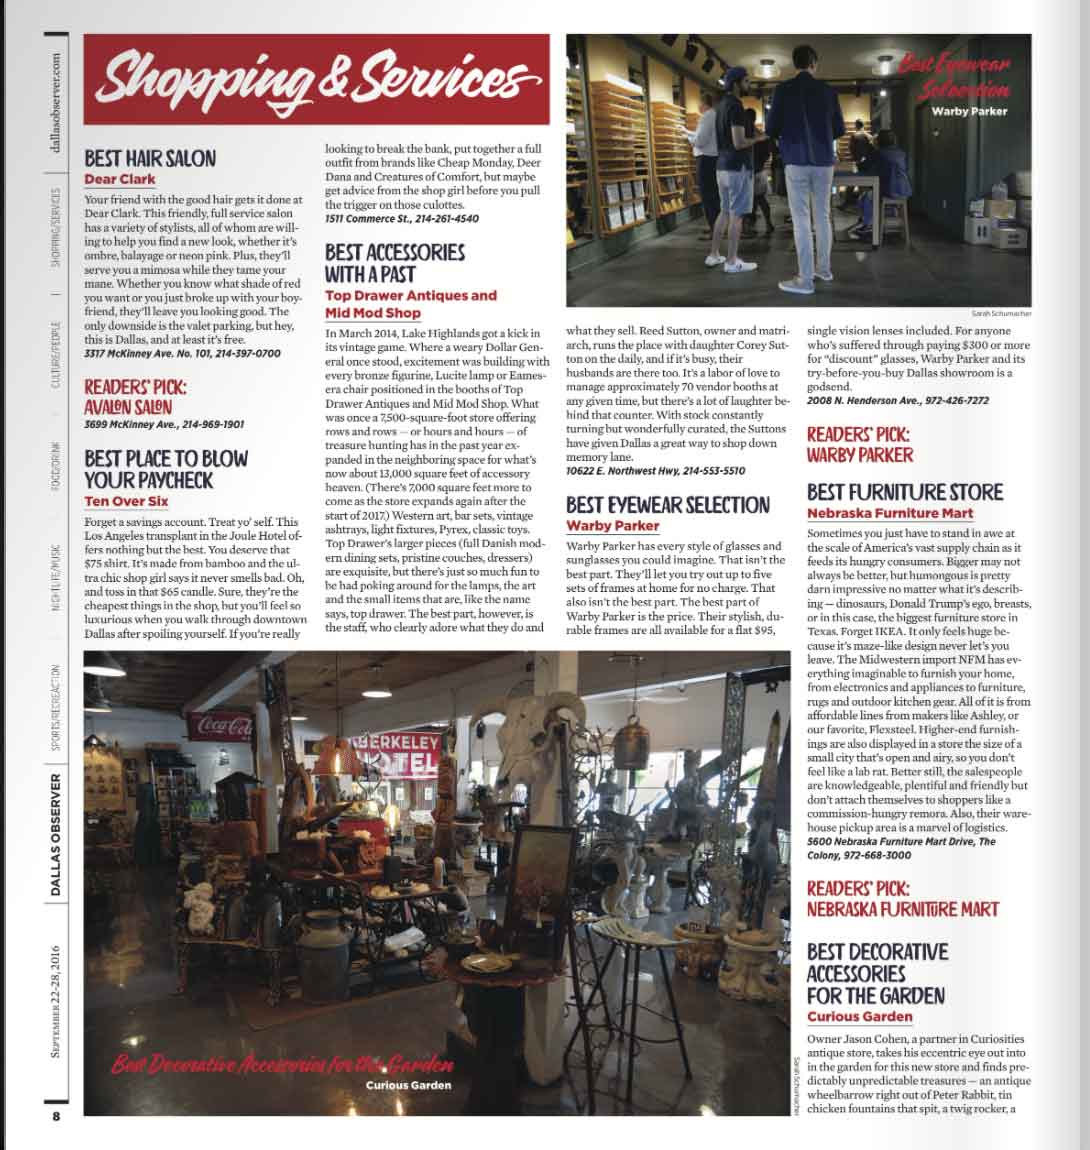 Shopping & Services
BEST HAIR SALON
Dear Clark
Your friend with the good hair gets it done at
Dear Clark. This friendly, full service salon
has a variety of stylists, all of whom are will-
ing to help you find a new look, whether it's
ombre, balayage or neon pink. Plus, they'll
serve you a mimosa while they tame your
mane. Whether you know what shade of red
you want or you just broke up with your boy-
friend, they'll leave you looking good. The
only downside is the valet parking, but hey,
this is Dallas, and at least it's free.
3317 McKinney Ave. No. 101, 214-397-0700
READERS' PICK:
AVALON SALON
3699 McKinney Ave., 214-969-1901
BEST PLACE TO BLOW
YOUR PAYCHECK
Ten Over Six
Forget a savings account. Treat yo' self. This
Los Angeles transplant in the Joule Hotel of-
fers nothing but the best. You deserve that
$75 shirt. It's made from bamboo and the ul-
tra chic shop girl says it never smells bad. Oh,
and toss in that $65 candle. Sure, they're the
cheapest things in the shop, but you'll feel so
luxurious when you walk through downtown
Dallas after spoiling yourself. If you're really
looking to break the bank, put together a full
outfit from brands like Cheap Monday, Deer
Dana and Creatures of Comfort, but maybe
get advice from the shop girl before you pull
the trigger on those culottes.
1511 Commerce St., 214-261-4540
BEST ACCESSORIES
WITH A PAST
Top Drawer Antiques and
Mid Mod Shop
In March 2014, Lake Highlands got a kick in
its vintage game. Where a weary Dollar Gen-
eral once stood, excitement was building with
every bronze figurine, Lucite lamp or Eames-
era chair positioned in the booths of Top
Drawer Antiques and Mid Mod Shop. What
was once a 7,500-square-foot store offering
rows and rows — or hours and hours — of
treasure hunting has in the past year ex-
panded in the neighboring space for what's
now about 13,000 square feet of accessory
heaven. (There's 7,000 square feet more to
come as the store expands again after the
start of 2017.) Western art, bar sets, vintage
ashtrays, light fixtures, Pyrex, classic toys.
Top Drawer's larger pieces (full Danish mod-
ern dining sets, pristine couches, dressers)
are exquisite, but there's just so much fun to
be had poking around for the lamps, the art
and the small items that are, like the name
says, top drawer. The best part, however, is
the staff, who clearly adore what they do and
Best Eyewear
Selection
Warby Parker
Sarah Schumacher
what they sell. Reed Sutton, owner and matri-
arch, runs the place with daughter Corey Sut-
ton on the daily, and if it's busy, their
husbands are there too. It's a labor of love to
manage approximately 70 vendor booths at
any given time, but there's a lot of laughter be-
hind that counter. With stock constantly
turning but wonderfully curated, the Suttons
have given Dallas a great way to shop down
memory lane.
10622 E. Northwest Hwy, 214-553-5510
BEST EYEWEAR SELECTION
Warby Parker
Warby Parker has every style of glasses and
sunglasses you could imagine. That isn't the
best part. They'll let you try out up to five
sets of frames at home for no charge. That
also isn't the best part. The best part of
Warby Parker is the price. Their stylish, du-
rable frames are all available for a flat $95,
single vision lenses included. For anyone
who's suffered through paying $300 or more
for "discount" glasses, Warby Parker and its
try-before-you-buy Dallas showroom is a
godsend.
2008 N. Henderson Ave., 972-426-7272
READERS' PICK:
WARBY PARKER
BEST FURNITURE STORE
Nebraska Furniture Mart
Sometimes you just have to stand in awe at
the scale of America's vast supply chain as it
feeds its hungry consumers. Bigger may not
always be better, but humongous is pretty
darn impressive no matter what it's describ-
ing — dinosaurs, Donald Trump's ego, breasts,
or in this case, the biggest furniture store in
Texas. Forget IKEA. It only feels huge be-
cause it's maze-like design never let's you
leave. The Midwestern import NFM has ev-
erything imaginable to furnish your home,
from electronics and appliances to furniture,
rugs and outdoor kitchen gear. All of it is from
affordable lines from makers like Ashley, or
our favorite, Flexsteel. Higher-end furnish-
ings are also displayed in a store the size of a
small city that's open and airy, so you don't
feel like a lab rat. Better still, the salespeople
are knowledgeable, plentiful and friendly but
don't attach themselves to shoppers like a
commission-hungry remora. Also, their ware-
house pickup area is a marvel of logistics.
5600 Nebraska Furniture Mart Drive, The
Colony, 972-668-3000
READERS' PICK:
NEBRASKA FURNITURE MART
BEST DECORATIVE
ACCESSORIES
FOR THE GARDEN
Curious Garden
Owner Jason Cohen, a partner in Curiosities
antique store, takes his eccentric eye out into
in the garden for this new store and finds pre-
dictably unpredictable treasures — an antique
wheelbarrow right out of Peter Rabbit, tin
chicken fountains that spit, a twig rocker, a
Coca-Cola
BERKELEY
HOTEL
Best Decorative Accessories for the Garden
Curious Garden
Sarah Schumacher
dallasobserver.com
SHOPPING/SERVICES
CULTURE/PEOPLE
FOOD/DRINK
NIGHTLIFE/MUSIC
SPORTS/RECREATION
DALLAS OBSERVER
SEPTEMBER 22-28, 2016
8